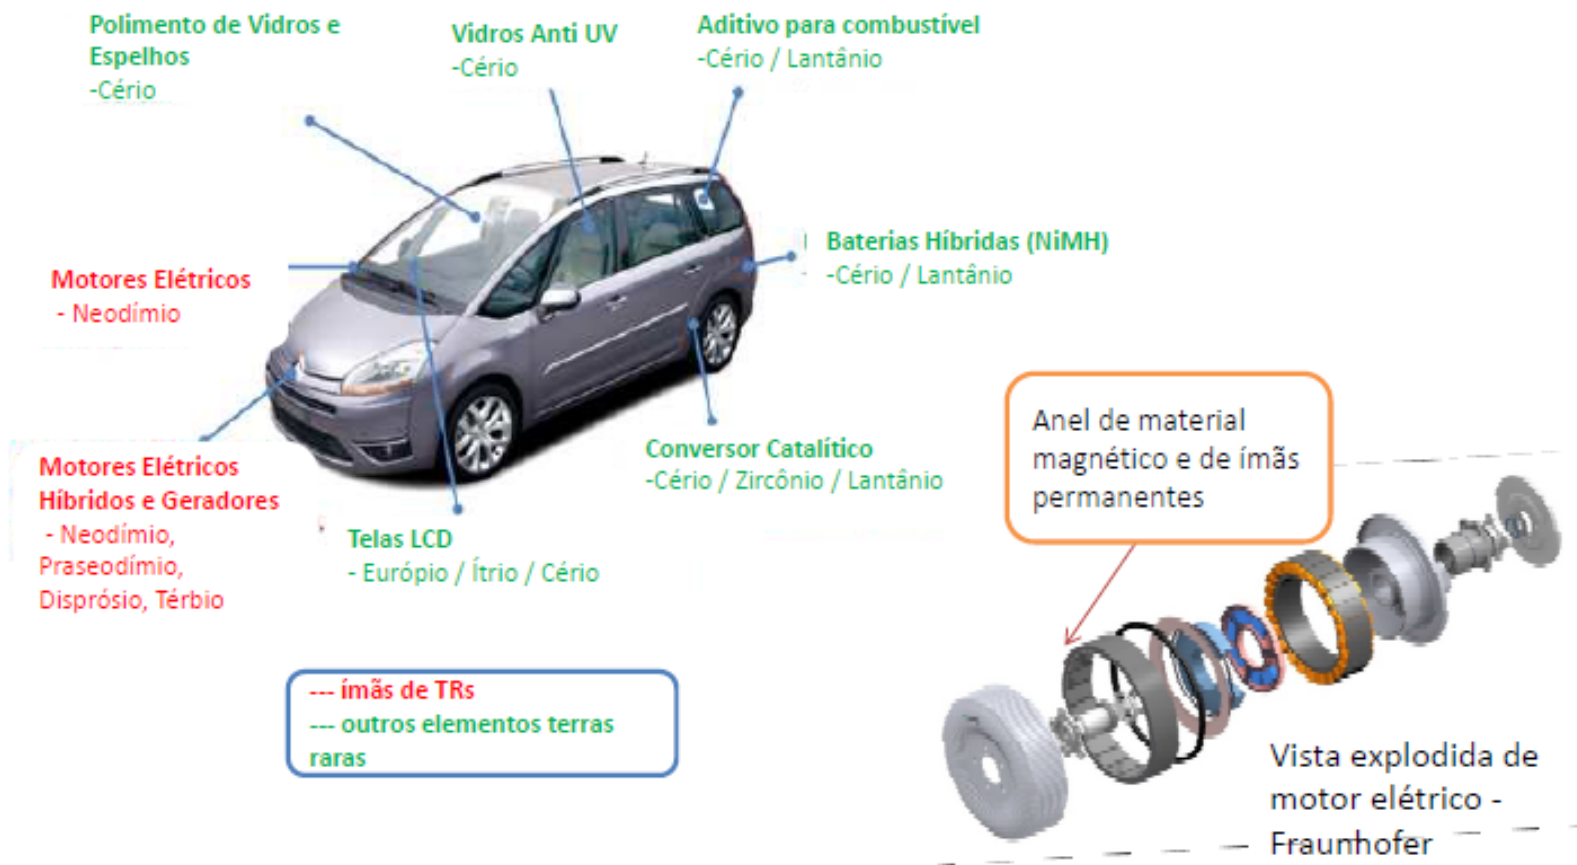 Polimento de Vidros e
Espelhos
-Cério
Vidros Anti UV
-Cério
Aditivo para combustível
-Cério / Lantânio
Baterias Híbridas (NiMH)
-Cério / Lantânio
Motores Elétricos
- Neodímio
Motores Elétricos
Híbridos e Geradores
- Neodímio,
Praseodímio,
Disprósio, Térbio
Telas LCD
- Európio / Ítrio / Cério
Conversor Catalítico
-Cério / Zircônio / Lantânio
Anel de material
magnético e de ímãs
permanentes
--- ímãs de TRs
--- outros elementos terras
raras
Vista explodida de
motor elétrico -
Fraunhofer